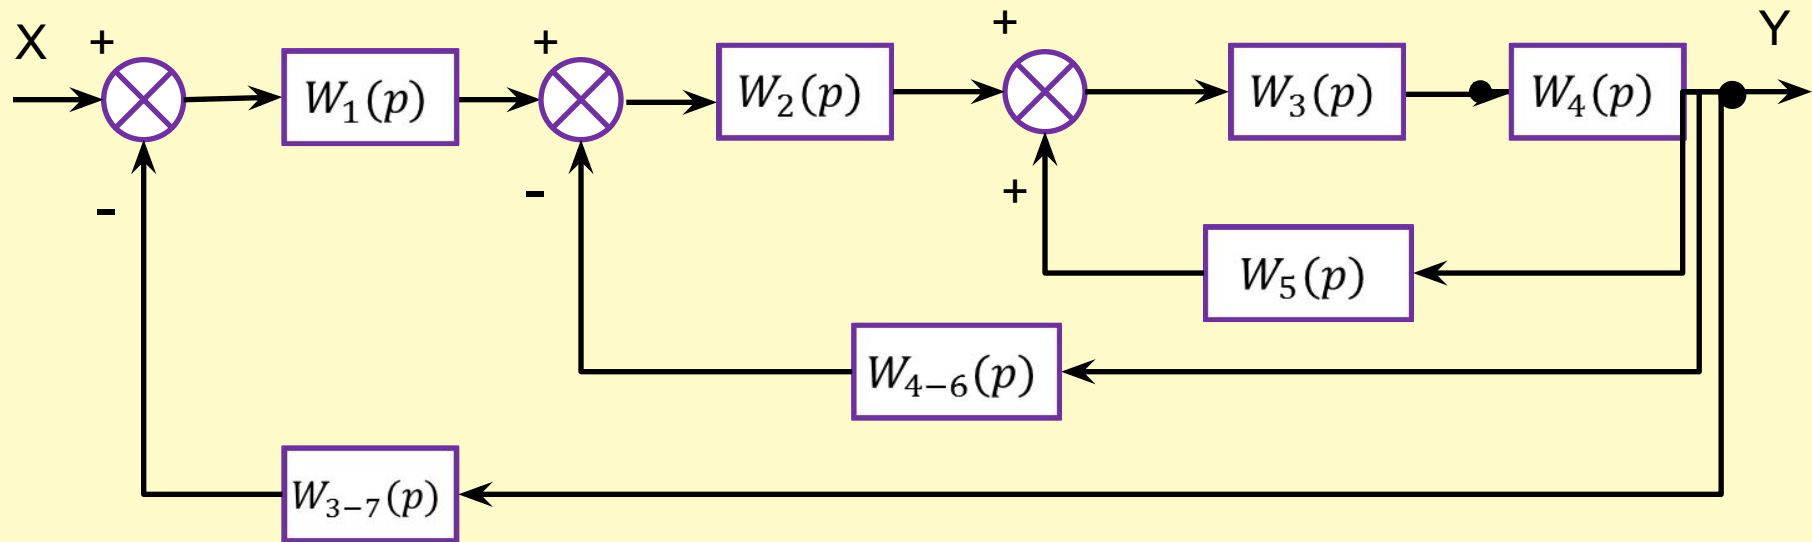 X + + + Y
W₁(p) W₂(p) W₃(p) W₄(p)
- - +
W₅(p)
W₄₋₆(p)
W₃₋₇(p)